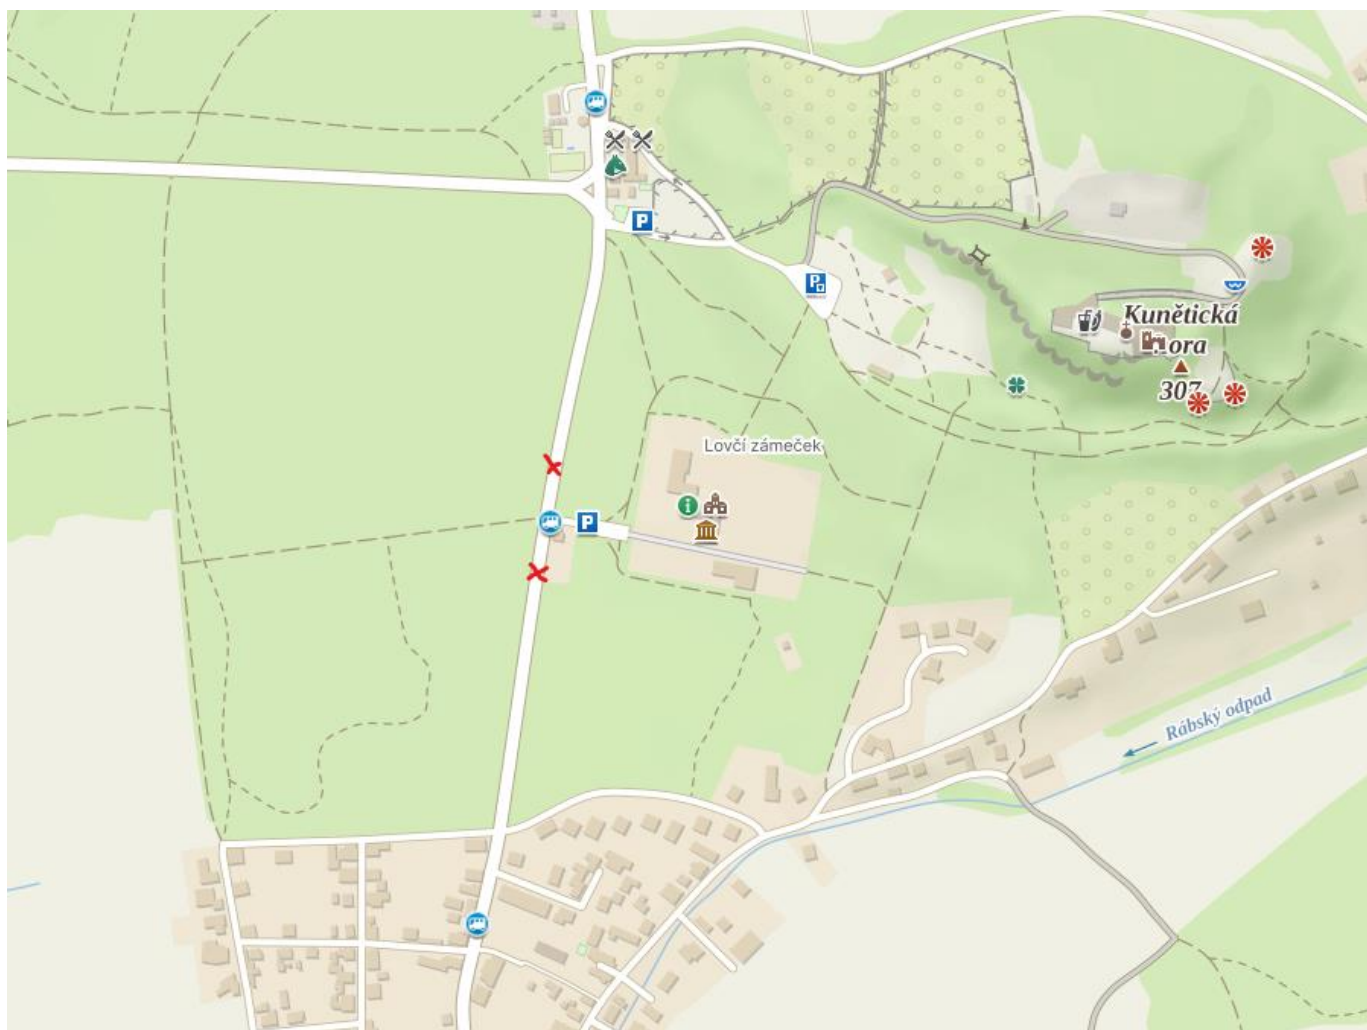 P
P
Kunětická
ora
307
Lovčí zámeček
i
P
Rábský odpad